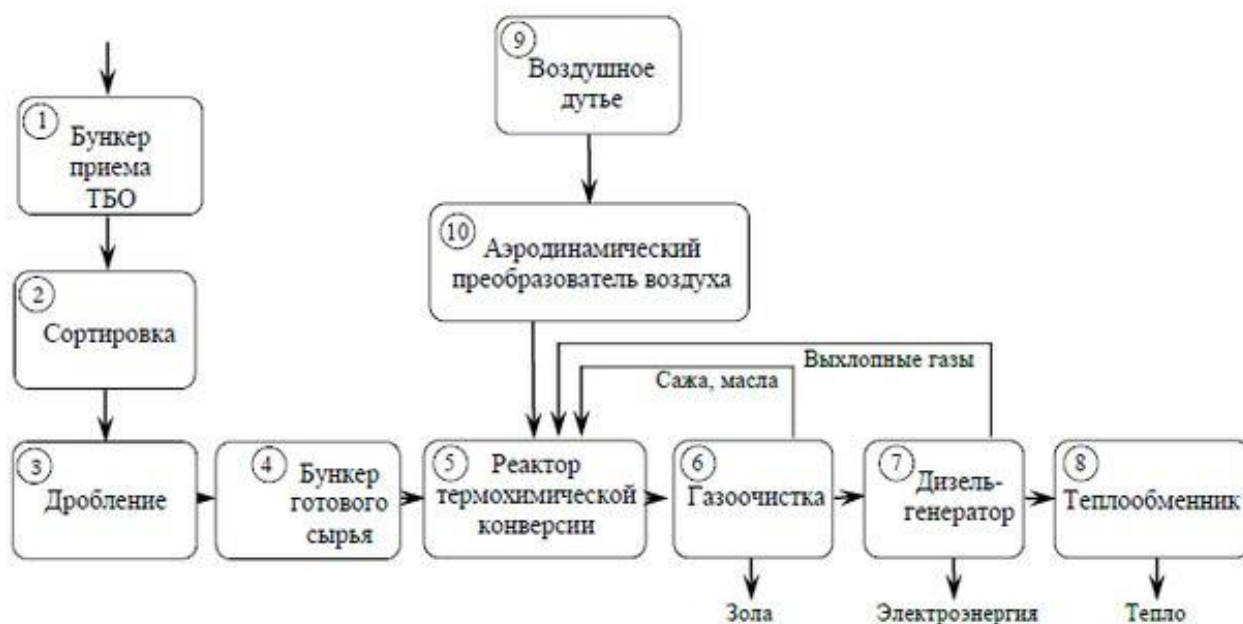 9
Воздушное
дутье
1
Бункер
приема
ТБО
10
Аэродинамический
преобразователь воздуха
2
Сортировка
Выхлопные газы
Сажа, масла
3
Дробление
4
Бункер
готового
сырья
5
Реактор
термохимической
конверсии
6
Газоочистка
7
Дизель-
генератор
8
Теплообменник
Зола
Электроэнергия
Тепло